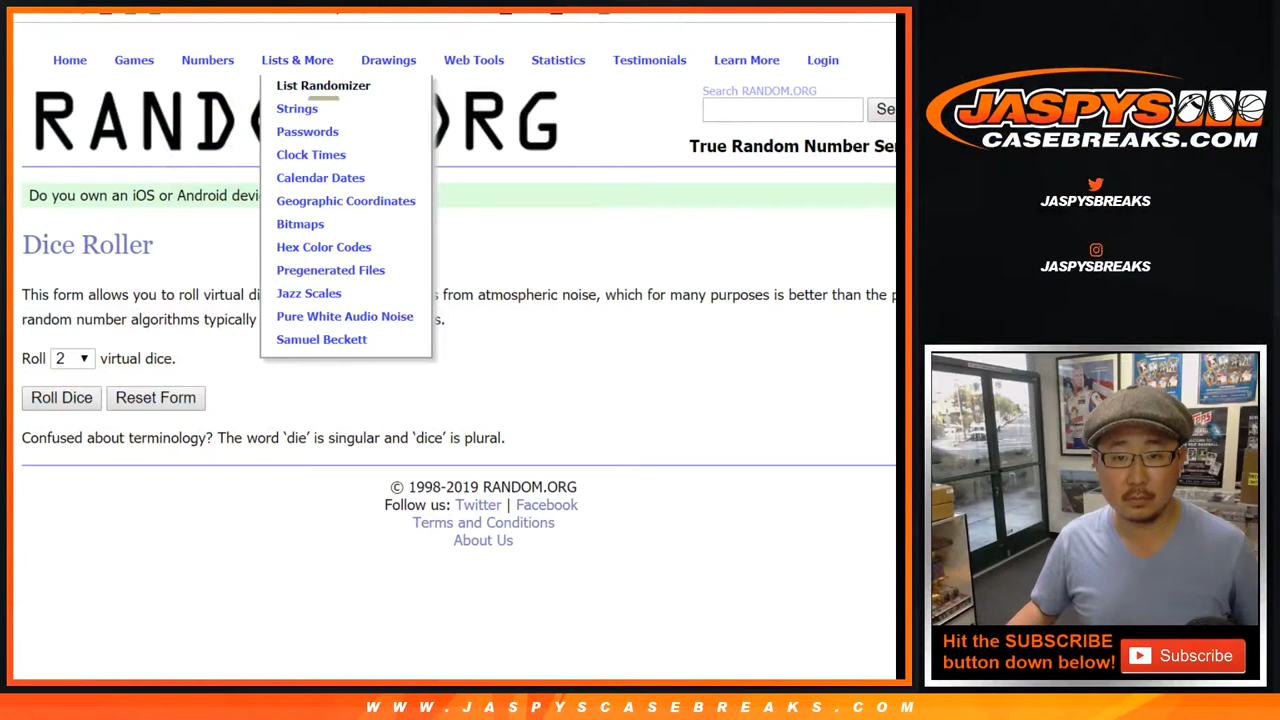 Home Games Numbers Lists & More Drawings Web Tools Statistics Testimonials Learn More Login
List Randomizer
Strings
Passwords
Clock Times
Calendar Dates
Geographic Coordinates
Bitmaps
Hex Color Codes
Pregenerated Files
Jazz Scales
Pure White Audio Noise
Samuel Beckett
Search RANDOM.ORG
True Random Number
Do you own an iOS or Android
Dice Roller
This form allows you to roll virtual from atmospheric noise, which for many purposes is better than the
random number algorithms typically
Roll 2 virtual dice.
Roll Dice Reset Form
Confused about terminology? The word ‘die’ is singular and ‘dice’ is plural.
© 1998-2019 RANDOM.ORG
Follow us: Twitter | Facebook
Terms and Conditions
About Us
JASPYS
CASEBREAKS.COM
JASPYSBREAKS
JASPYSBREAKS
Hit the SUBSCRIBE
button down below!
Subscribe
WWW.JASPYSCASEBREAKS.COM